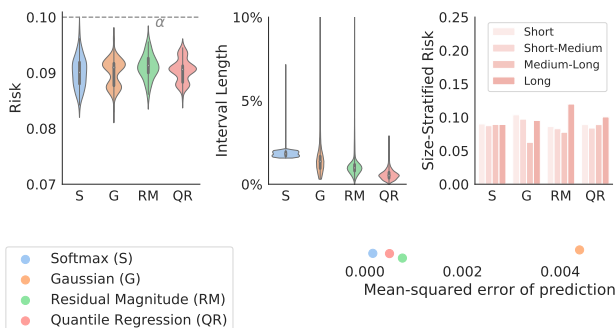 0.10
0.09
0.08
0.07
Risk
α
S
G
RM
QR
10%
5%
0%
Interval Length
S
G
RM
QR
0.25
0.20
0.15
0.10
0.05
0.00
Size-Stratified Risk
Short
Short-Medium
Medium-Long
Long
S
G
RM
QR
Softmax (S)
Gaussian (G)
Residual Magnitude (RM)
Quantile Regression (QR)
0.000
0.002
0.004
Mean-squared error of prediction